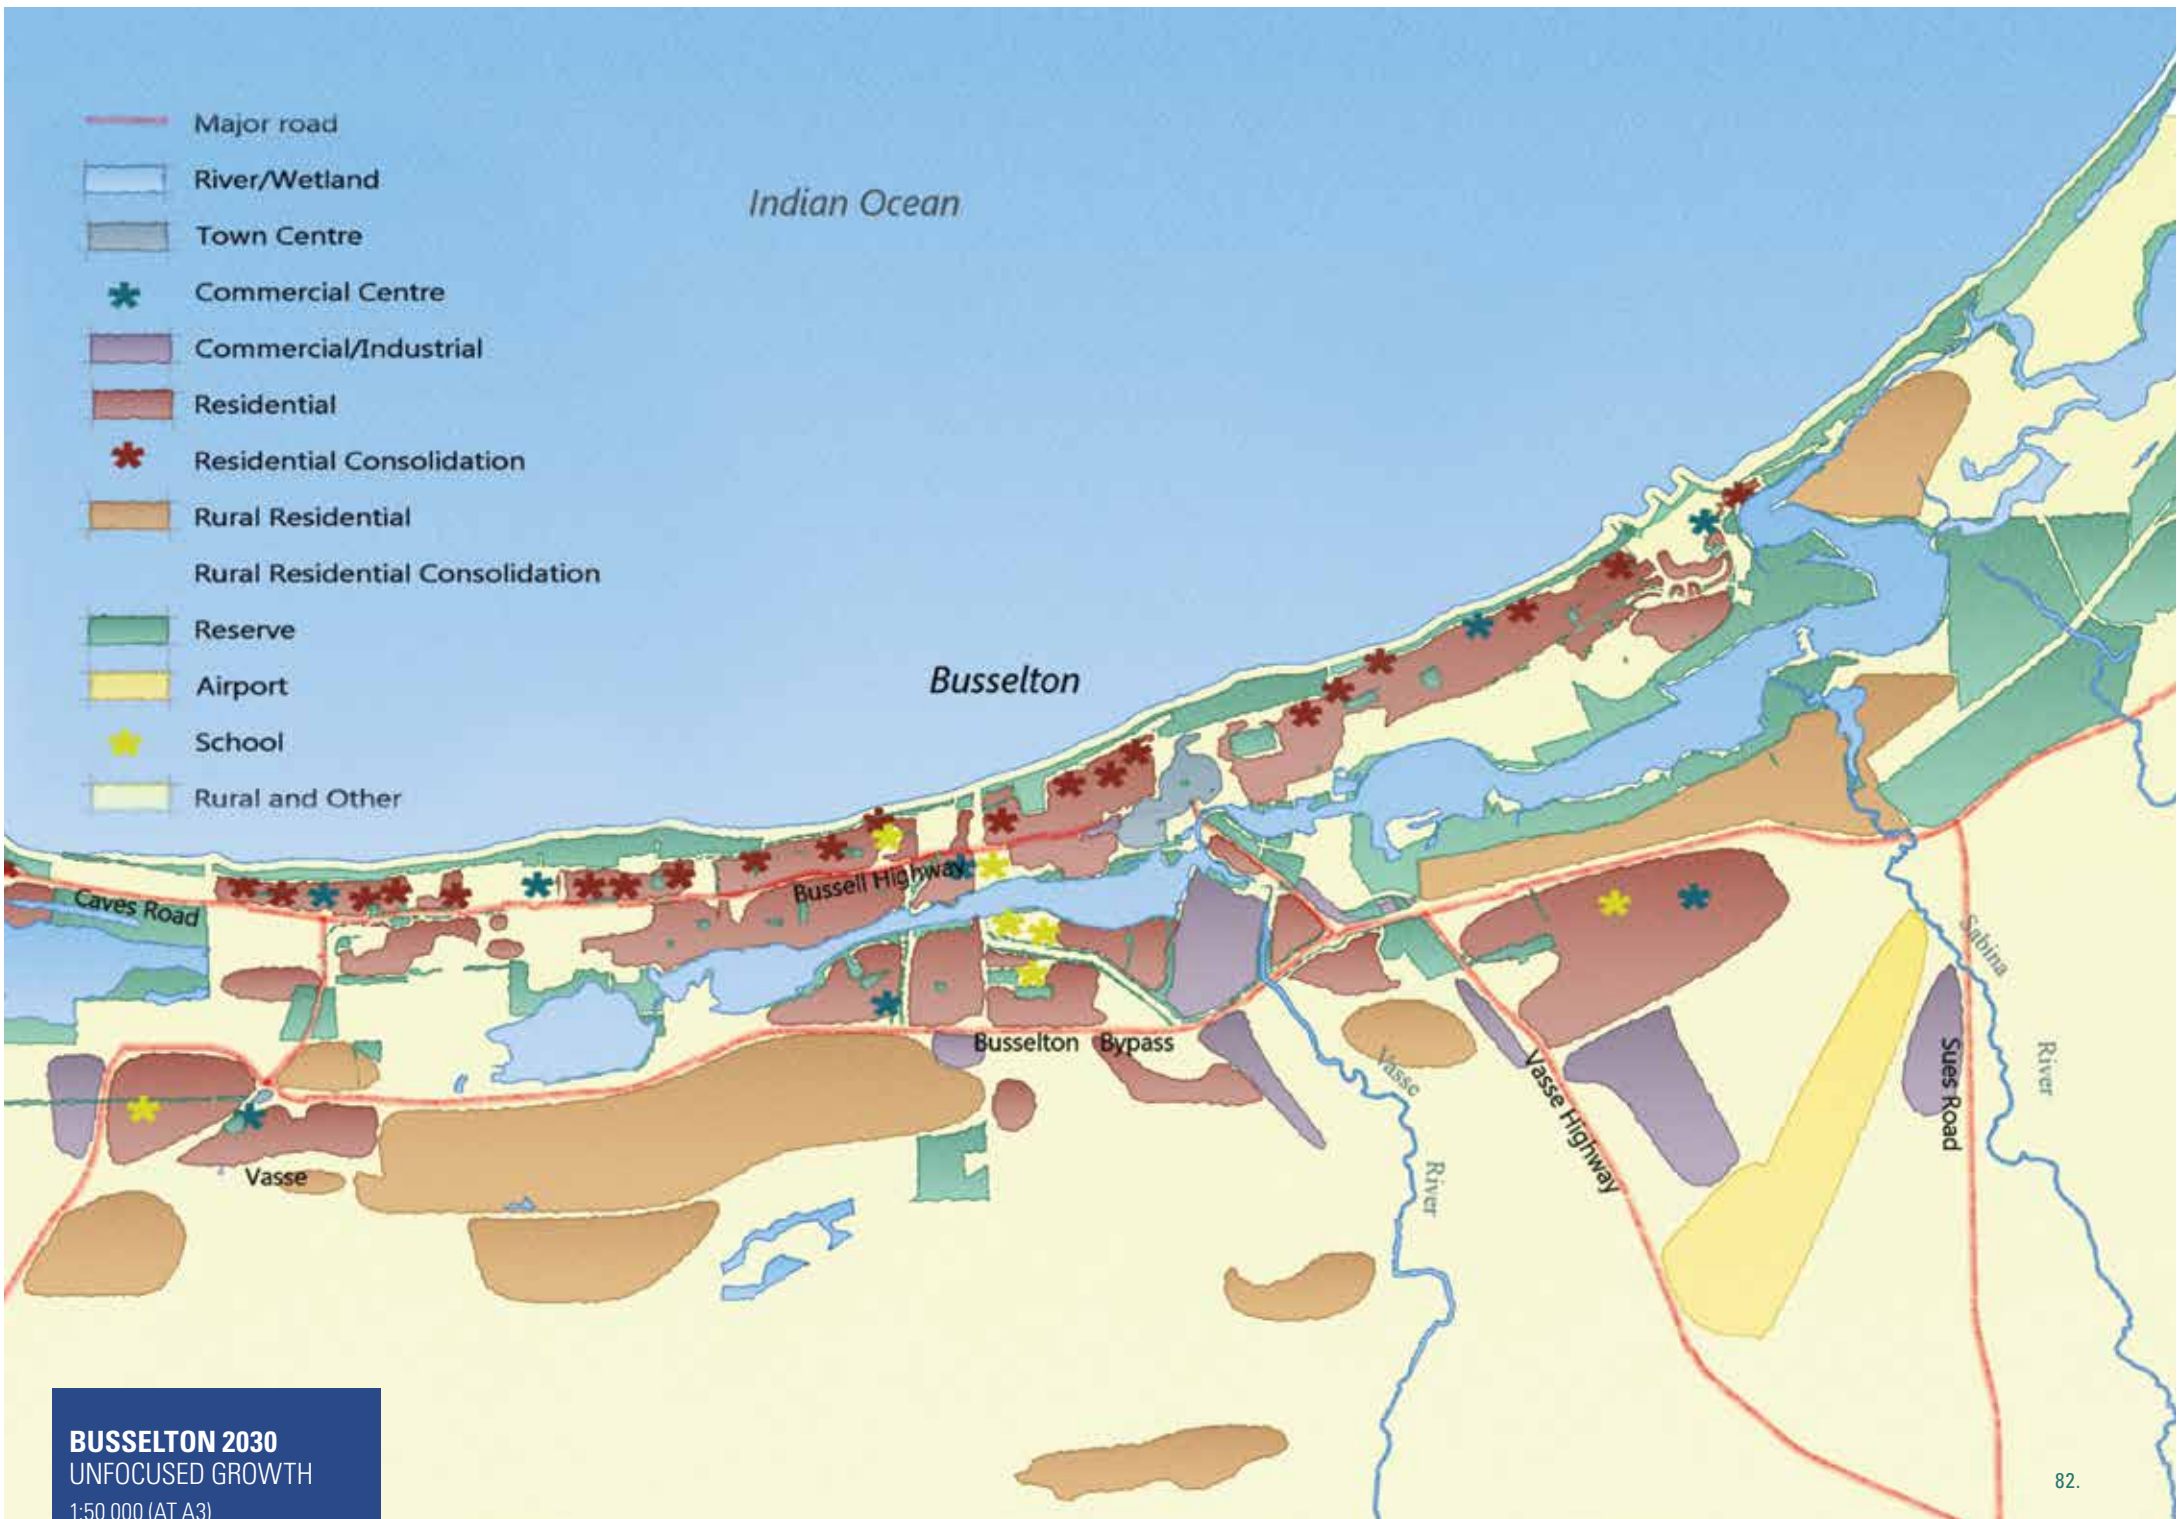 Major road
River/Wetland
Town Centre
Commercial Centre
Commercial/Industrial
Residential
Residential Consolidation
Rural Residential
Rural Residential Consolidation
Reserve
Airport
School
Rural and Other
Indian Ocean
Busselton
Caves Road
Bussell Highway
Busselton Bypass
Vasse
Vasse
River
Vasse Highway
Sues Road
Sabina
River
BUSSELTON 2030
UNFOCUSED GROWTH
1:50 000 (AT A3)
82.